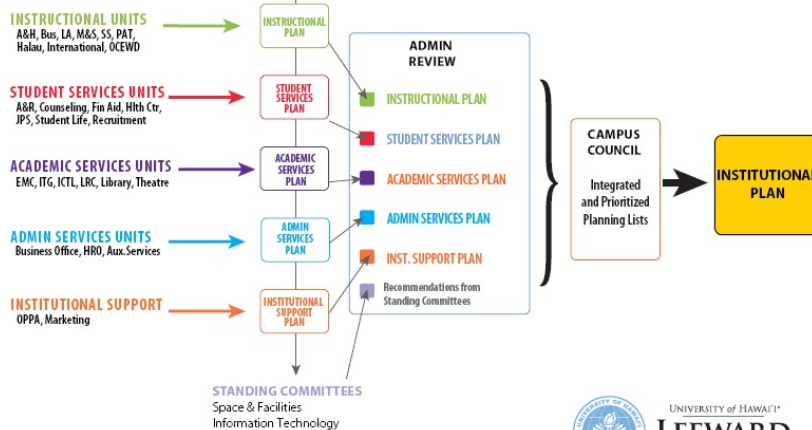 INSTRUCTIONAL UNITS
A&H, Bus, LA, M&S, SS, PAT,
Halau, International, OCEWD
STUDENT SERVICES UNITS
A&R, Counseling, Fin Aid, Hlth Ctr,
JPS, Student Life, Recruitment
ACADEMIC SERVICES UNITS
EMC, ITG, ICTL, LRC, Library, Theatre
ADMIN SERVICES UNITS
Business Office, HRO, Aux.Services
INSTITUTIONAL SUPPORT
OPPA, Marketing
INSTRUCTIONAL
PLAN
STUDENT
SERVICES
PLAN
ACADEMIC
SERVICES
PLAN
ADMIN
SERVICES
PLAN
INSTITUTIONAL
SUPPORT
PLAN
STANDING COMMITTEES
Space & Facilities
Information Technology
ADMIN
REVIEW
INSTRUCTIONAL PLAN
STUDENT SERVICES PLAN
ACADEMIC SERVICES PLAN
ADMIN SERVICES PLAN
INST. SUPPORT PLAN
Recommendations from
Standing Committees
CAMPUS
COUNCIL
Integrated
and Prioritized
Planning Lists
INSTITUTIONAL
PLAN
UNIVERSITY OF HAWAI'I
UNIVERSITY of HAWAI'I*
LEEWARD